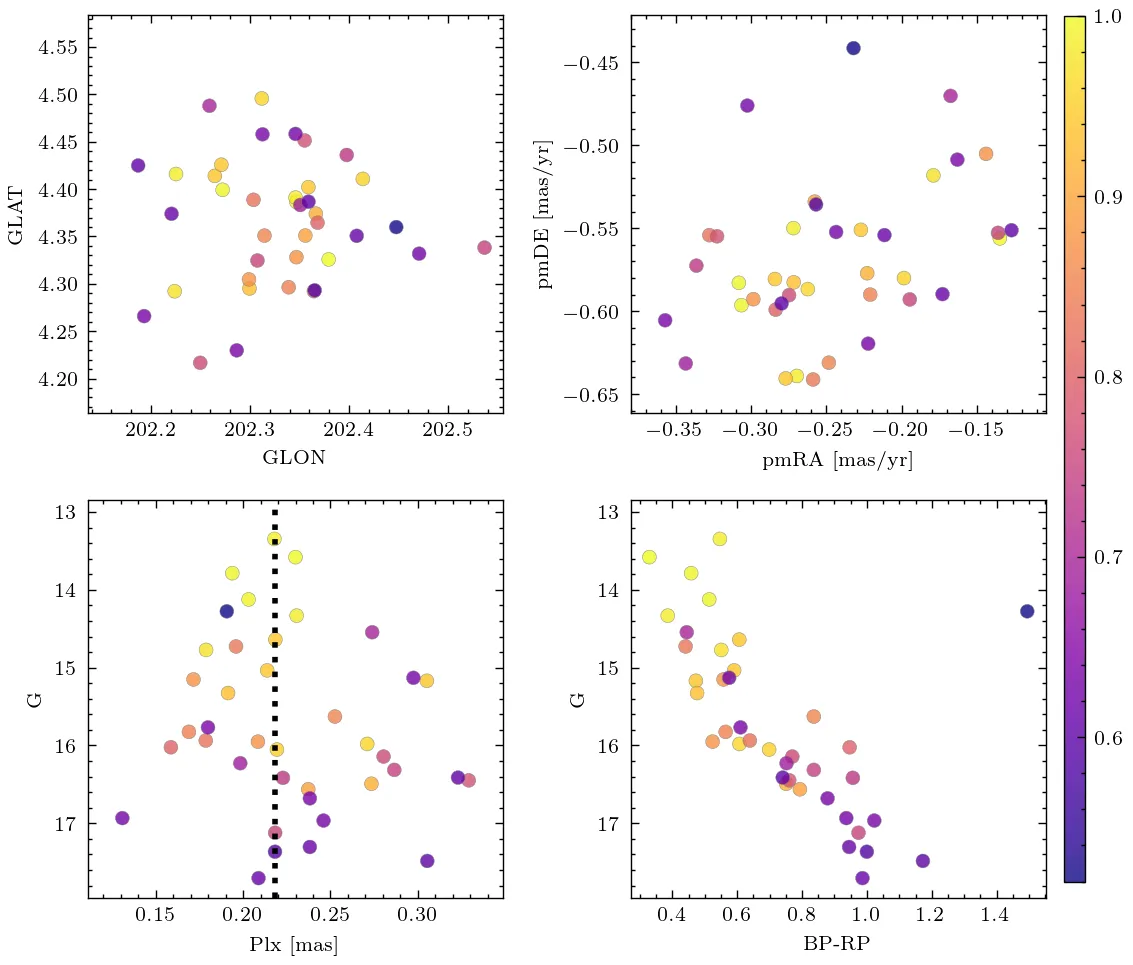 4.55
4.50
4.45
4.40
4.35
4.30
4.25
4.20
GLAT
202.2 202.3 202.4 202.5
GLON
−0.45
−0.50
−0.55
−0.60
−0.65
pmDE [mas/yr]
−0.35 −0.30 −0.25 −0.20 −0.15
pmRA [mas/yr]
1.0
0.9
0.8
0.7
0.6
13
14
15
16
17
G
0.15 0.20 0.25 0.30
Plx [mas]
13
14
15
16
17
G
0.4 0.6 0.8 1.0 1.2 1.4
BP-RP